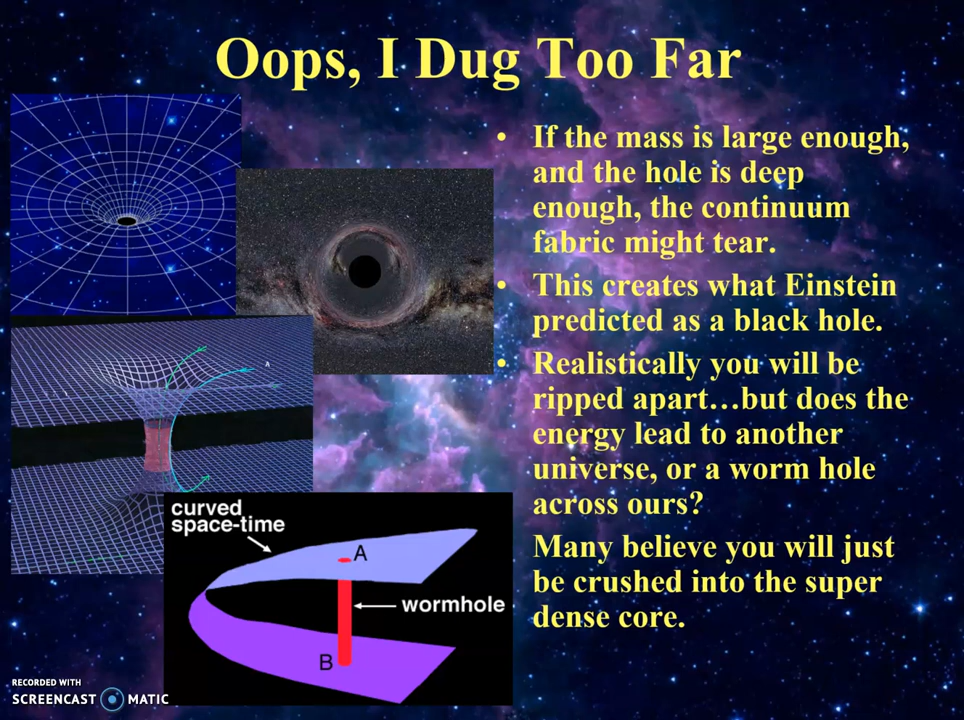 Oops, I Dug Too Far
• If the mass is large enough,
and the hole is deep
enough, the continuum
fabric might tear.
• This creates what Einstein
predicted as a black hole.
• Realistically you will be
ripped apart…but does the
energy lead to another
universe, or a worm hole
across ours?
Many believe you will just
be crushed into the super
dense core.
A
curved
space-time
A
wormhole
B
RECORDED WITH
SCREENCAST MATIC